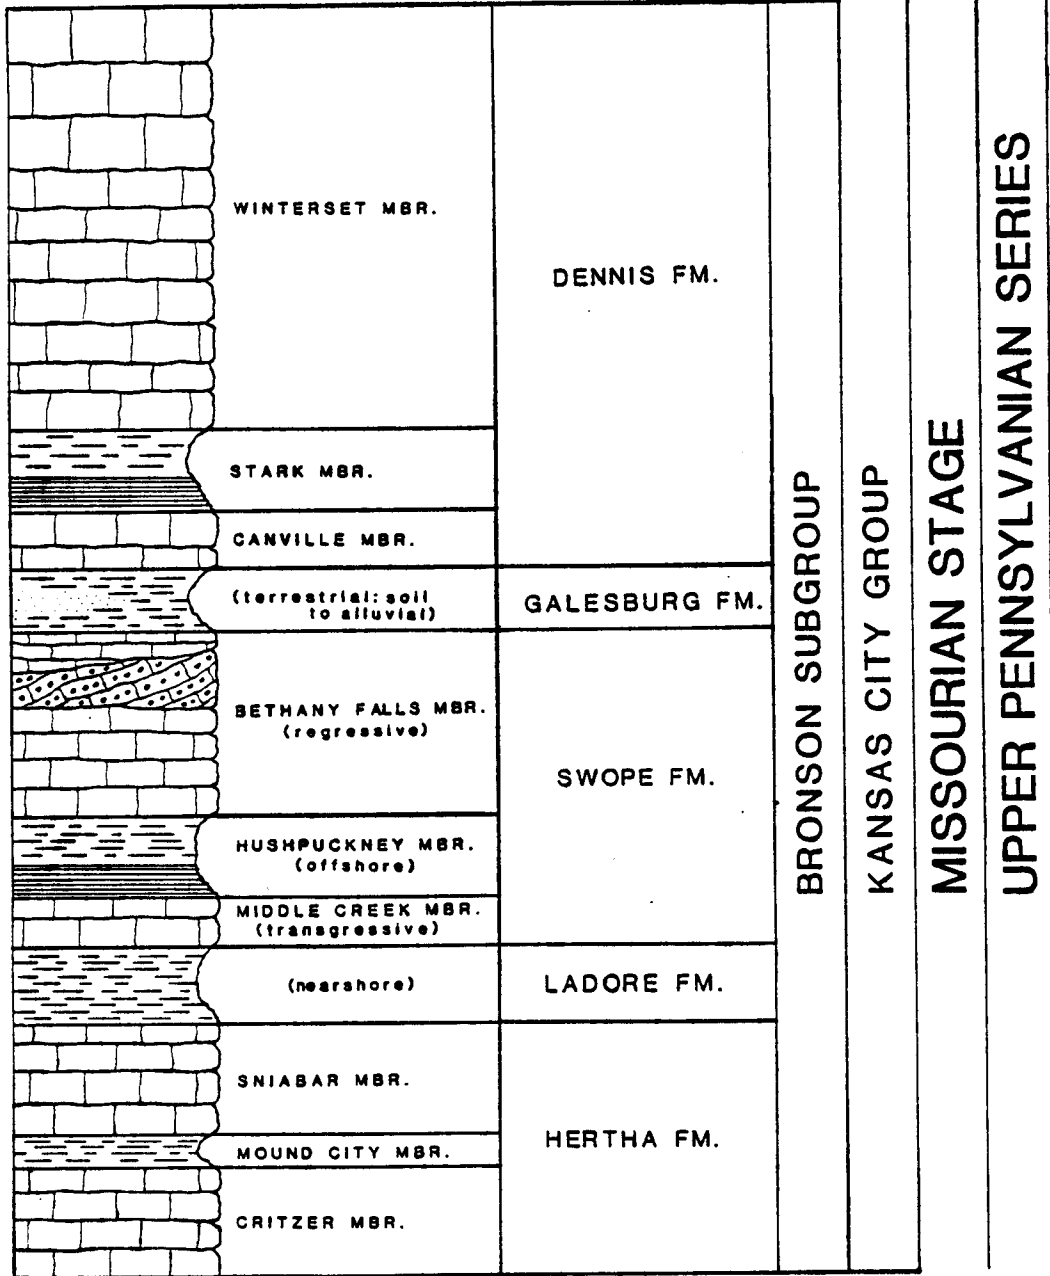 WINTERSET MBR.
DENNIS FM.
STARK MBR.
CANVILLE MBR.
(terrestrial: soil
to alluvial)
GALESBURG FM.
BETHANY FALLS MBR.
(regressive)
SWOPE FM.
HUSHPUCKNEY MBR.
(offshore)
MIDDLE CREEK MBR.
(transgressive)
(nearshore)
LADORE FM.
SNIABAR MBR.
HERTHA FM.
MOUND CITY MBR.
CRITZER MBR.
BRONSON SUBGROUP
KANSAS CITY GROUP
MISSOURIAN STAGE
UPPER PENNSYLVANIAN SERIES